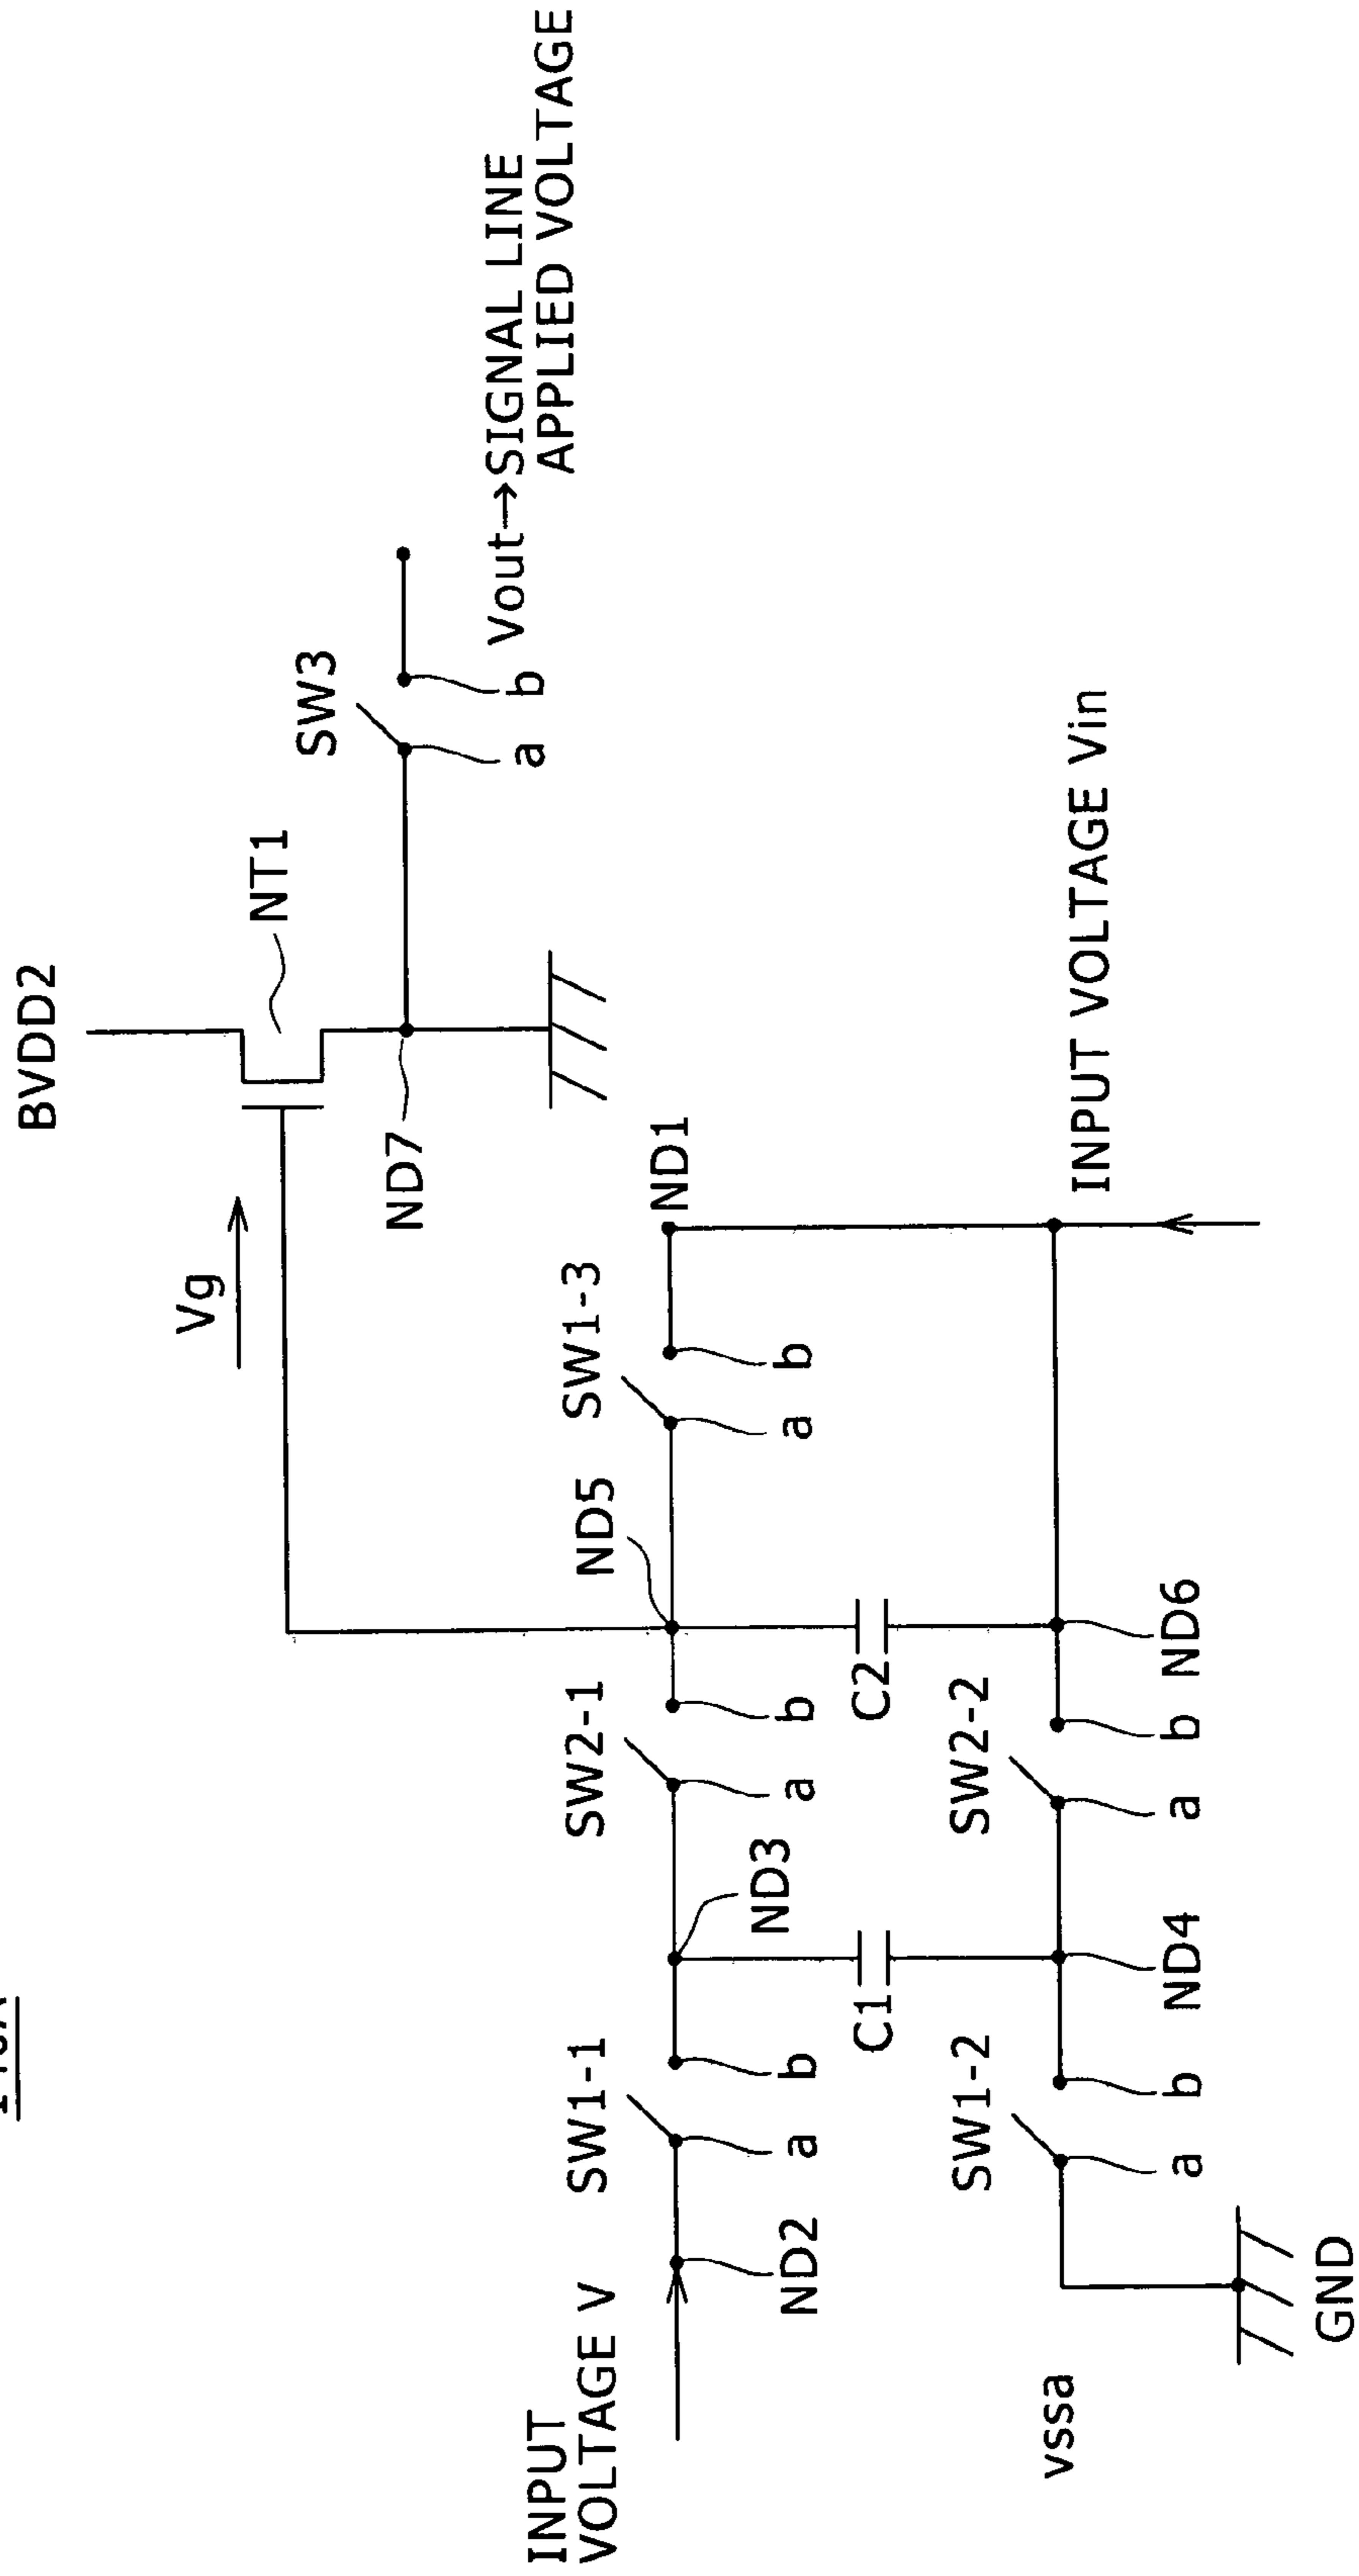 BVDD2
NT1
Vg
SW3
ND7
a
b
Vout→SIGNAL LINE
APPLIED VOLTAGE
INPUT
VOLTAGE V
SW1-1
SW2-1
ND5
SW1-3
ND1
ND2
a
b
ND3
a
b
a
b
C1
C2
vssa
SW1-2
SW2-2
INPUT VOLTAGE Vin
a
b
ND4
a
b
ND6
GND